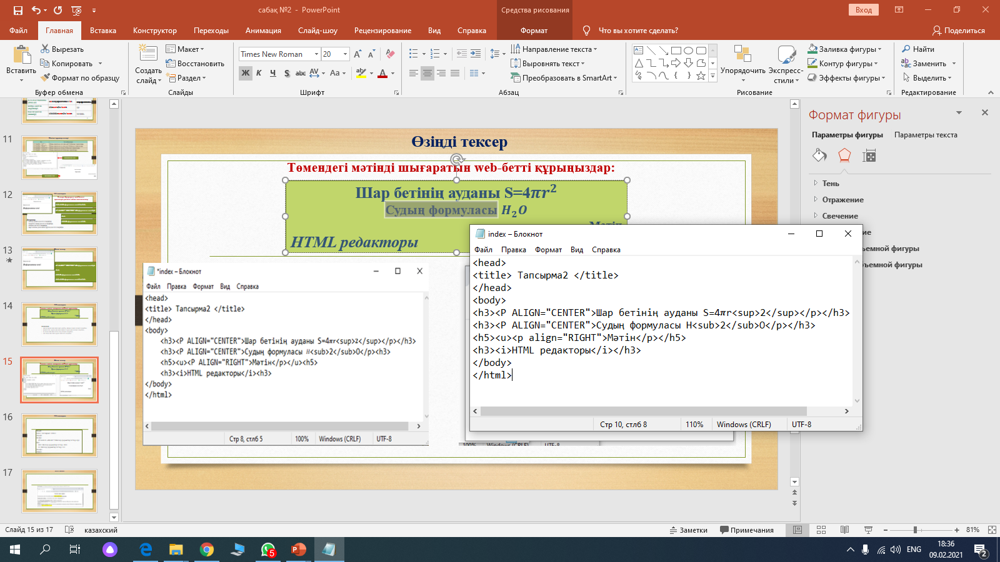 сабақ №2 - PowerPoint
Средства рисования
Вход
Файл
Главная
Вставка
Конструктор
Переходы
Анимация
Слайд-шоу
Рецензирование
Вид
Справка
Формат
Что вы хотите сделать?
Поделиться
Вставить
Вырезать
Копировать
Формат по образцу
Буфер обмена
Создать слайд
Макет
Восстановить
Раздел
Слайды
Times New Roman
20
Ж К Ч S abc AV Aa
Шрифт
Направление текста
Выровнять текст
Преобразовать в SmartArt
Абзац
Упорядочить
Экспресс-стили
Заливка фигуры
Контур фигуры
Эффекты фигуры
Рисование
Найти
Заменить
Выделить
Редактирование
11
12
13
14
15
16
17
Өзіңді тексер
Төмендегі мәтінді шығаратын web-бетті құрыңыздар:
Шар бетінің ауданы S=4𝜋r²
Судың формуласы H₂O
Мәтін
HTML редакторы
*index – Блокнот
Файл Правка Формат Вид Справка
<head>
<title> Тапсырма2 </title>
</head>
<body>
<h3><P ALIGN="CENTER">Шар бетінің ауданы S=4𝜋r<sup>2</sup></p></h3>
<h3><P ALIGN="CENTER">Судың формуласы H<sub>2</sub>O</p><h3>
<h5><u><P ALIGN="RIGHT">Мәтін</p></u><h5>
<h3><i>HTML редакторы</i><h3>
</body>
</html>
Стр 8, стлб 5
100%
Windows (CRLF)
UTF-8
index – Блокнот
Файл Правка Формат Вид Справка
<head>
<title> Тапсырма2 </title>
</head>
<body>
<h3><P ALIGN="CENTER">Шар бетінің ауданы S=4𝜋r<sup>2</sup></p></h3>
<h3><P ALIGN="CENTER">Судың формуласы H<sub>2</sub>O</p></h3>
<h5><u><p align="RIGHT">Мәтін</p></h5>
<h3><i>HTML редакторы</i></h3>
</body>
</html>
Стр 10, стлб 8
110%
Windows (CRLF)
UTF-8
100% Windows (CRLF) UTF-8
Формат фигуры
Параметры фигуры
Параметры текста
Тень
Отражение
Свечение
Слайд 15 из 17
казахский
Заметки
Примечания
81%
5
ENG
18:36
09.02.2021
2